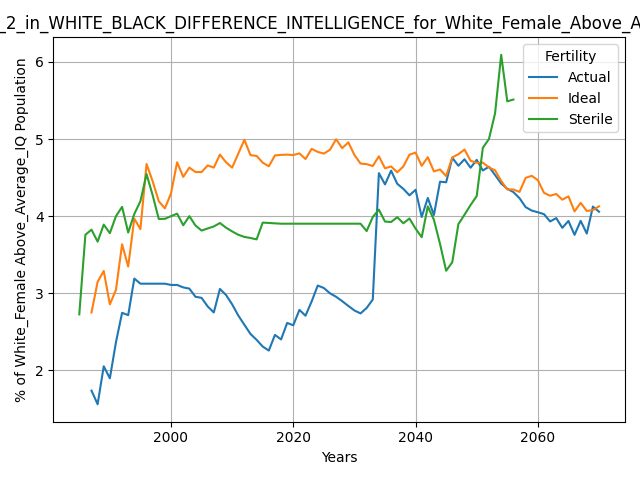 _2_in_WHITE_BLACK_DIFFERENCE_INTELLIGENCE_for_White_Female_Above_A
Fertility
Actual
Ideal
Sterile
% of White_Female Above_Average_IQ Population
6
5
4
3
2
2000
2020
2040
2060
Years